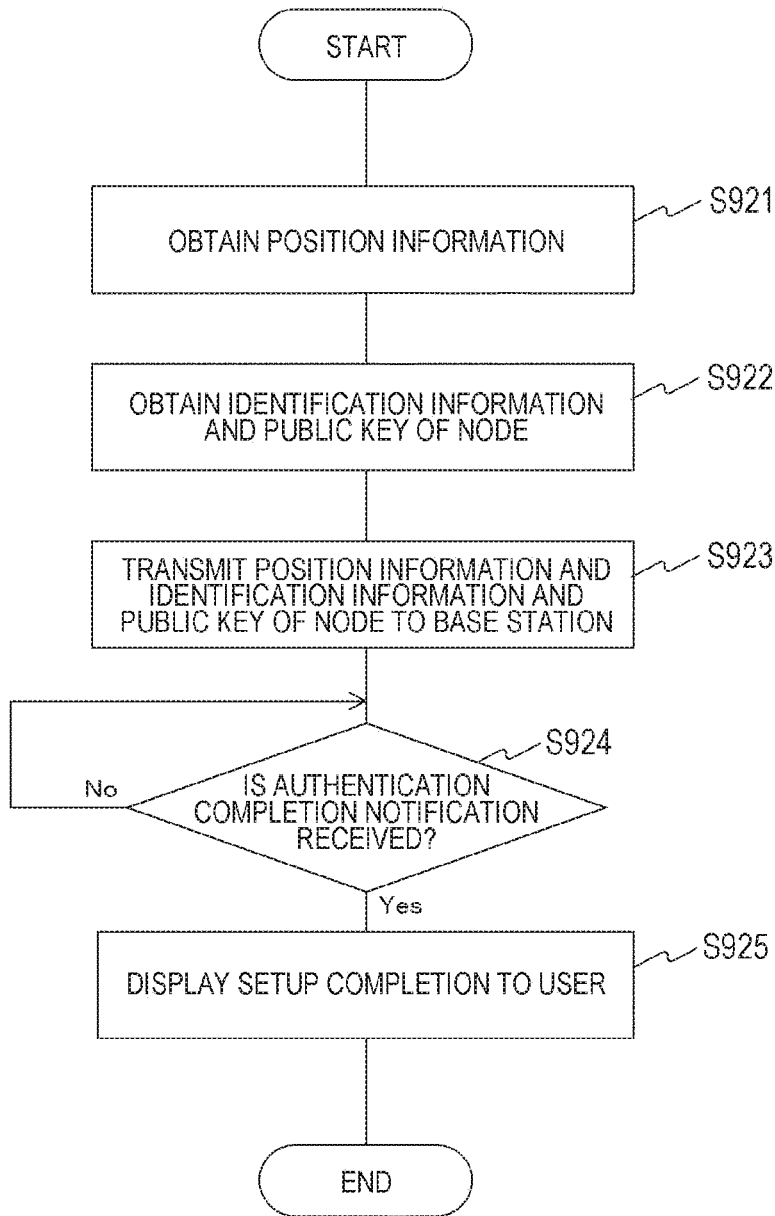 START
S921
OBTAIN POSITION INFORMATION
S922
OBTAIN IDENTIFICATION INFORMATION
AND PUBLIC KEY OF NODE
S923
TRANSMIT POSITION INFORMATION AND
IDENTIFICATION INFORMATION AND
PUBLIC KEY OF NODE TO BASE STATION
S924
IS AUTHENTICATION
COMPLETION NOTIFICATION
RECEIVED?
No
Yes
S925
DISPLAY SETUP COMPLETION TO USER
END